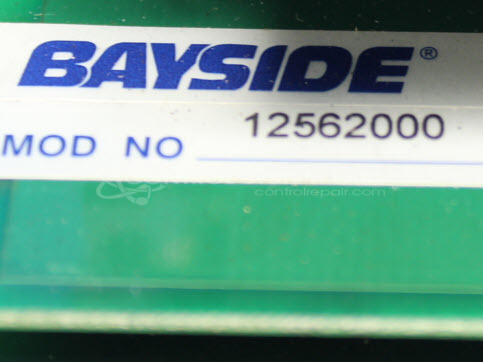 BAYSIDE®
12562000
MOD NO
controlrepair.com